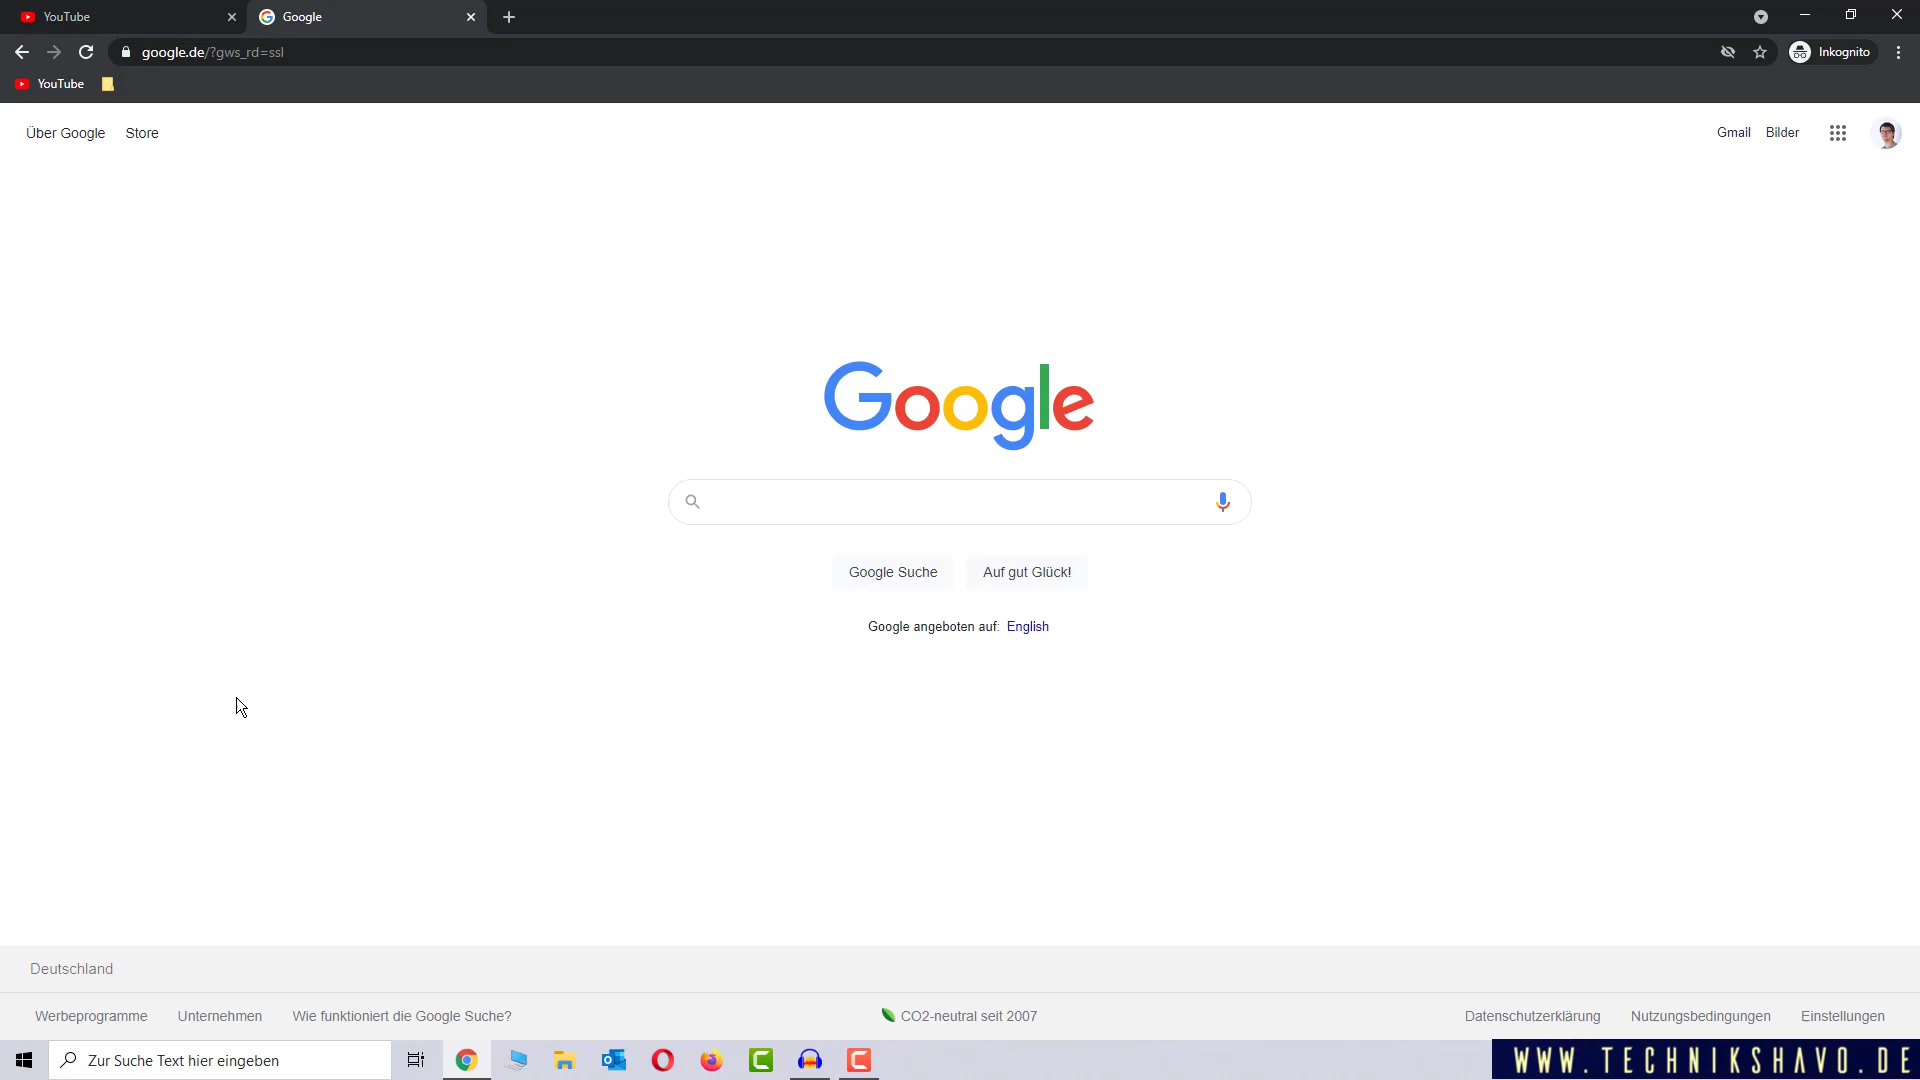 YouTube
Google
google.de/?gws_rd=ssl
Inkognito
YouTube
Über Google
Store
Gmail
Bilder
Google
Google Suche
Auf gut Glück!
Google angeboten auf: English
Deutschland
Werbeprogramme
Unternehmen
Wie funktioniert die Google Suche?
CO2-neutral seit 2007
Datenschutzerklärung
Nutzungsbedingungen
Einstellungen
Zur Suche Text hier eingeben
WWW.TECHNIKSHAVO.DE